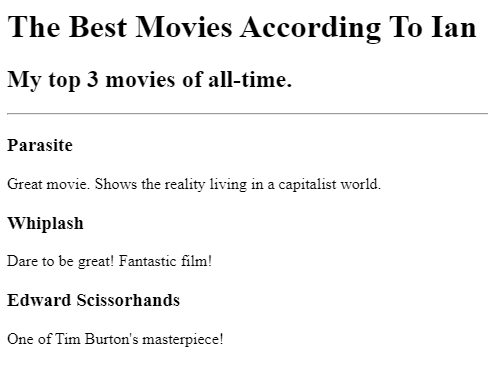 The Best Movies According To Ian
My top 3 movies of all-time.
Parasite
Great movie. Shows the reality living in a capitalist world.
Whiplash
Dare to be great! Fantastic film!
Edward Scissorhands
One of Tim Burton's masterpiece!